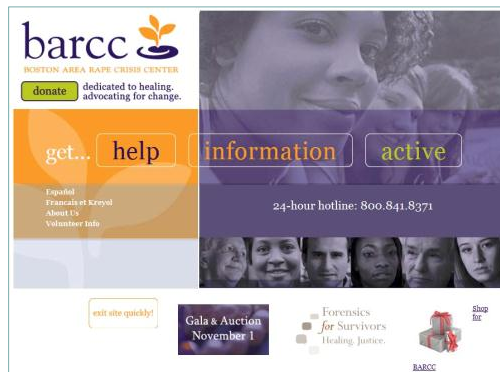 barcc
BOSTON AREA RAPE CRISIS CENTER
donate
dedicated to healing.
advocating for change.
get... help information active
Español
Francais et Kreyol
About Us
Volunteer Info
24-hour hotline: 800.841.8371
exit site quickly!
Gala & Auction
November 1
Forensics
for Survivors
Healing. Justice.
Shop
for
BARCC